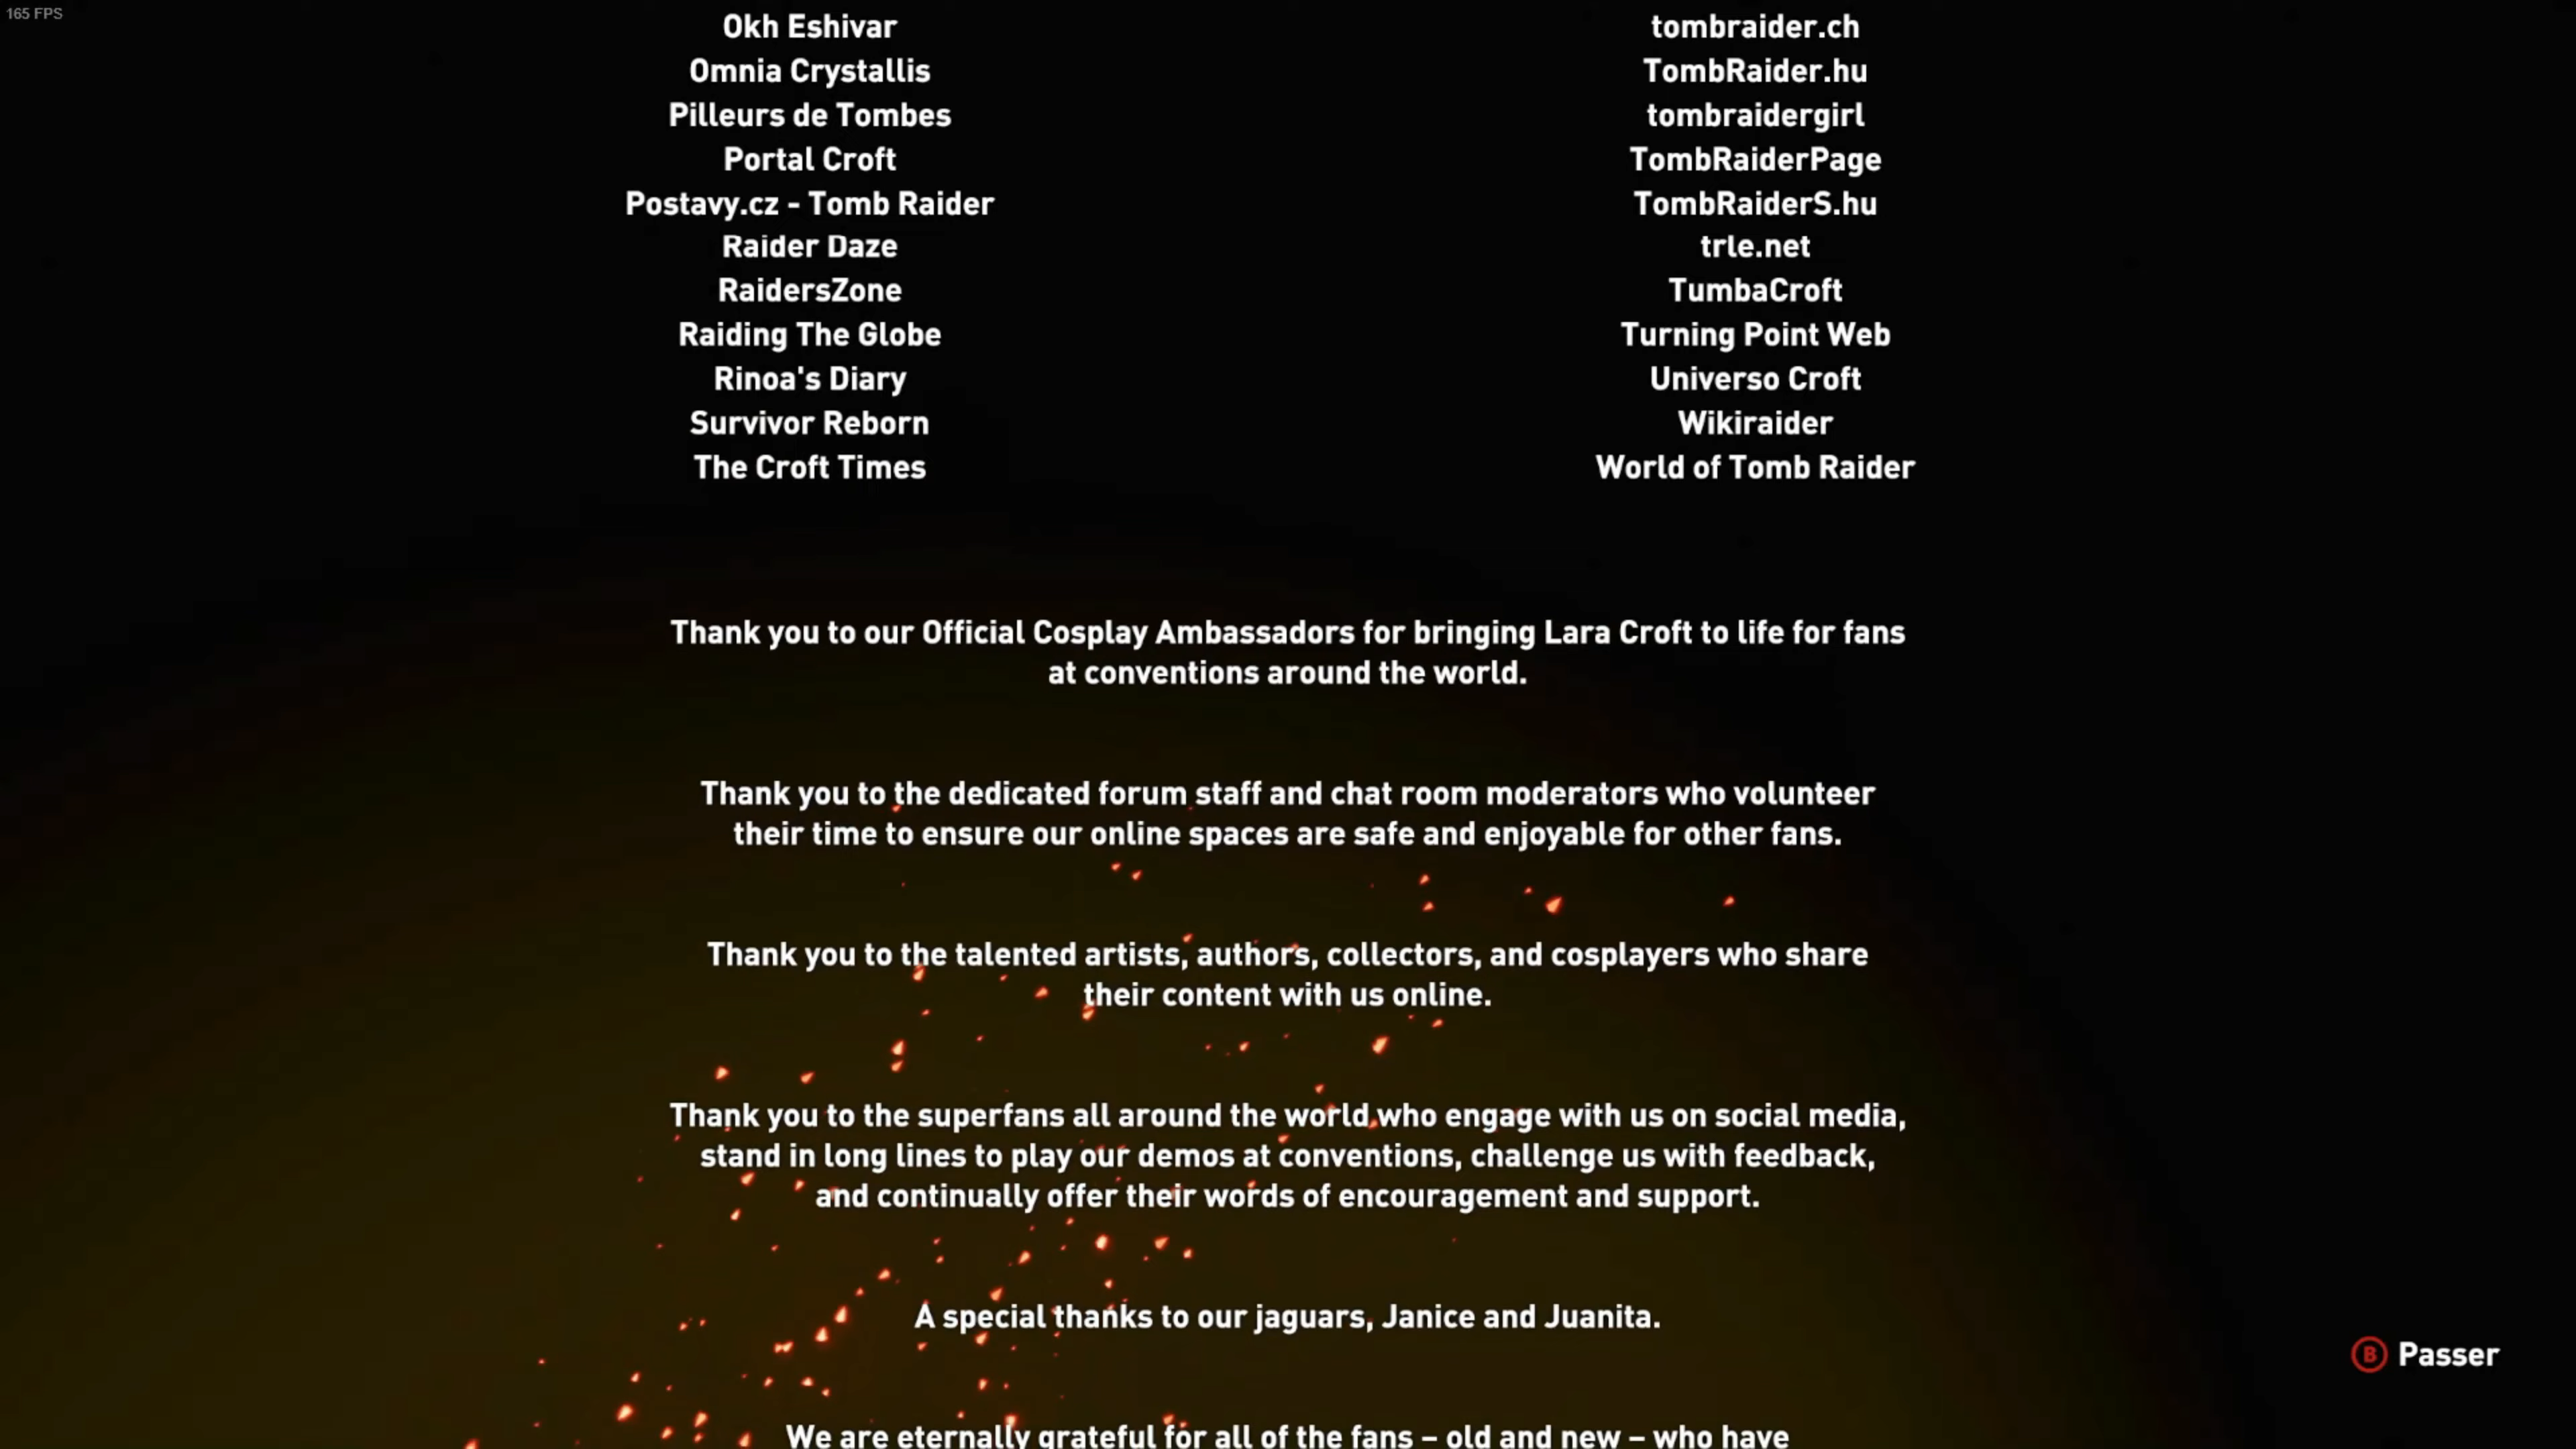 165 FPS
Okh Eshivar
Omnia Crystallis
Pilleurs de Tombes
Portal Croft
Postavy.cz - Tomb Raider
Raider Daze
RaidersZone
Raiding The Globe
Rinoa's Diary
Survivor Reborn
The Croft Times
tombraider.ch
TombRaider.hu
tombraidergirl
TombRaiderPage
TombRaiderS.hu
trle.net
TumbaCroft
Turning Point Web
Universo Croft
Wikiraider
World of Tomb Raider
Thank you to our Official Cosplay Ambassadors for bringing Lara Croft to life for fans
at conventions around the world.
Thank you to the dedicated forum staff and chat room moderators who volunteer
their time to ensure our online spaces are safe and enjoyable for other fans.
Thank you to the talented artists, authors, collectors, and cosplayers who share
their content with us online.
Thank you to the superfans all around the world who engage with us on social media,
stand in long lines to play our demos at conventions, challenge us with feedback,
and continually offer their words of encouragement and support.
A special thanks to our jaguars, Janice and Juanita.
B Passer
We are eternally grateful for all of the fans – old and new – who have